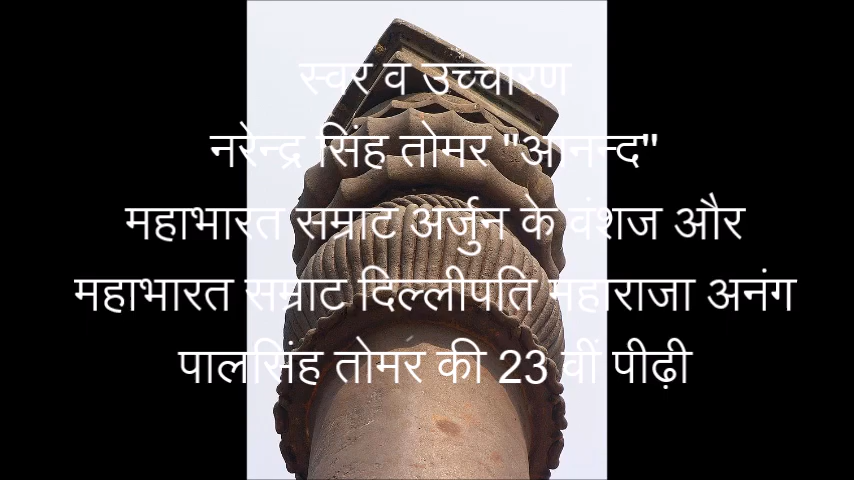 स्वर व उच्चारण
नरेन्द्र सिंह तोमर "आनन्द"
महाभारत सम्राट अर्जुन के वंशज और
महाभारत सम्राट दिल्लीपति महाराजा अनंग
पालसिंह तोमर की 23 वीं पीढ़ी